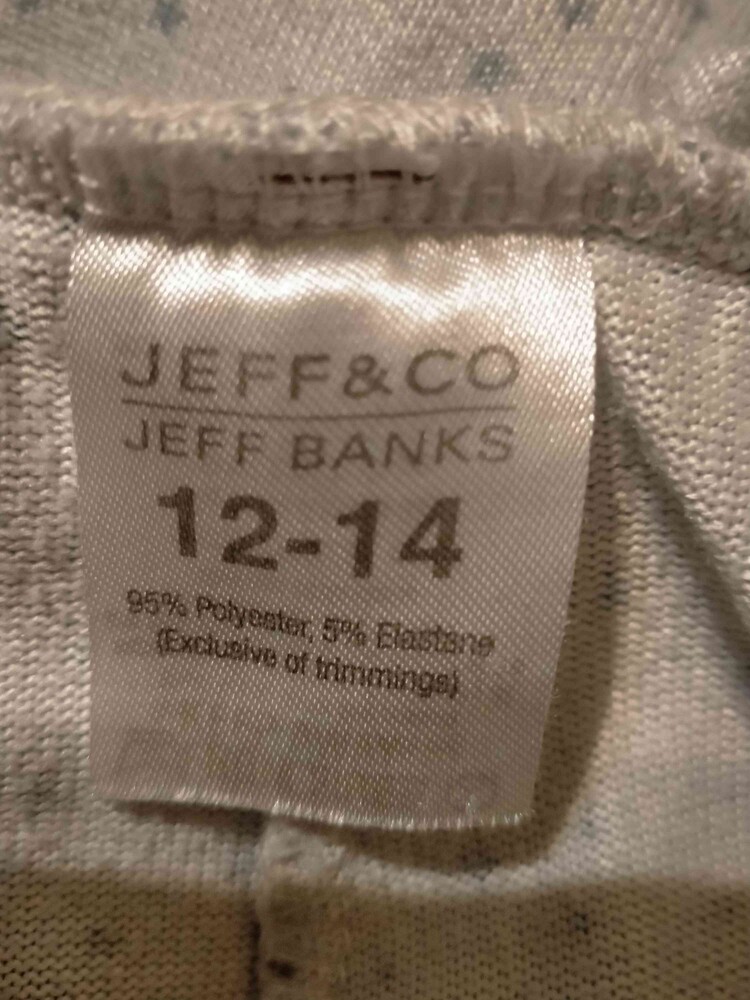 JEFF&CO
JEFF BANKS
12-14
95% Polyester, 5% Elastane
(Exclusive of trimmings)